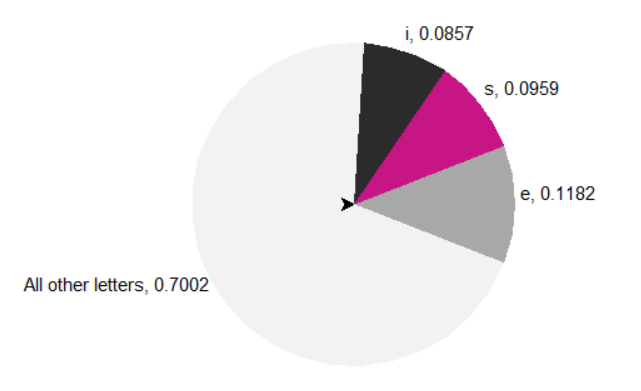 i, 0.0857
s, 0.0959
e, 0.1182
All other letters, 0.7002